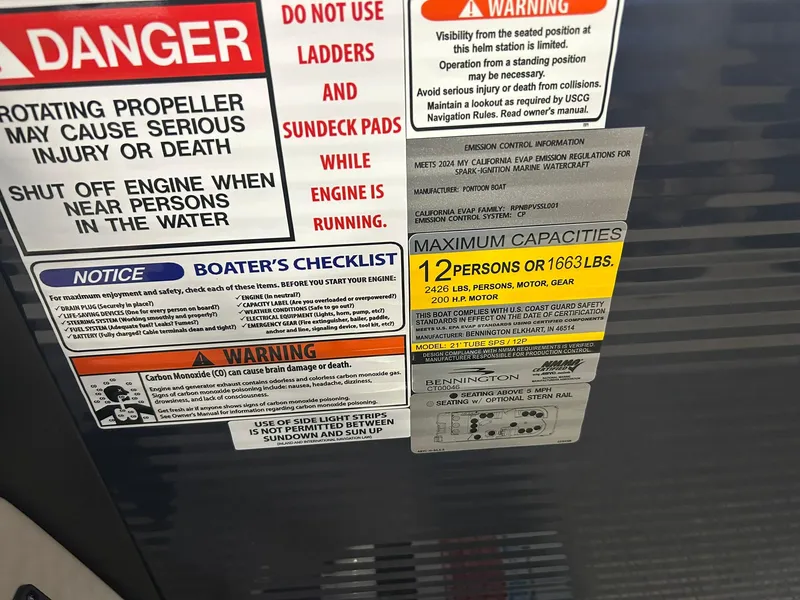 DANGER
ROTATING PROPELLER
MAY CAUSE SERIOUS
INJURY OR DEATH
SHUT OFF ENGINE WHEN
NEAR PERSONS
IN THE WATER
DO NOT USE
LADDERS
AND
SUNDECK PADS
WHILE
ENGINE IS
RUNNING.
WARNING
Visibility from the seated position at
this helm station is limited.
Operation from a standing position
may be necessary.
Avoid serious injury or death from collisions.
Maintain a lookout as required by USCG
Navigation Rules. Read owner's manual.
EMISSION CONTROL INFORMATION
MEETS 2024 MY CALIFORNIA EVAP EMISSION REGULATIONS FOR
SPARK-IGNITION MARINE WATERCRAFT
MANUFACTURER: PONTOON BOAT
CALIFORNIA EVAP FAMILY: RPNBPVSSL001
EMISSION CONTROL SYSTEM: CP
NOTICE BOATER'S CHECKLIST
For maximum enjoyment and safety, check each of these items. BEFORE YOU START YOUR ENGINE:
✓ DRAIN PLUG (Securely in place?)
✓ LIFE-SAVING DEVICES (One for every person on board?)
✓ STEERING SYSTEM (Working smoothly and properly?)
✓ FUEL SYSTEM (Adequate fuel? Leaks? Fumes?)
✓ BATTERY (Fully charged? Cable terminals clean and tight?)
✓ ENGINE (In neutral?)
✓ CAPACITY LABEL (Are you overloaded or overpowered?)
✓ WEATHER CONDITIONS (Safe to go out?)
✓ ELECTRICAL EQUIPMENT (Lights, horn, pump, etc?)
✓ EMERGENCY GEAR (Fire extinguisher, bailer, paddle,
anchor and line, signaling device, tool kit, etc?)
WARNING
Carbon Monoxide (CO) can cause brain damage or death.
Engine and generator exhaust contains odorless and colorless carbon monoxide gas.
Signs of carbon monoxide poisoning include: nausea, headache, dizziness,
drowsiness, and lack of consciousness.
Get fresh air if anyone shows signs of carbon monoxide poisoning.
See Owner's Manual for information regarding carbon monoxide poisoning.
USE OF SIDE LIGHT STRIPS
IS NOT PERMITTED BETWEEN
SUNDOWN AND SUN UP
(INLAND AND INTERNATIONAL NAVIGATION LAW)
MAXIMUM CAPACITIES
12 PERSONS OR 1663 LBS.
2426 LBS, PERSONS, MOTOR, GEAR
200 H.P. MOTOR
THIS BOAT COMPLIES WITH U.S. COAST GUARD SAFETY
STANDARDS IN EFFECT ON THE DATE OF CERTIFICATION
MEETS U.S. EPA EVAP STANDARDS USING CERTIFIED COMPONENTS
MANUFACTURER: BENNINGTON ELKHART, IN 46514
MODEL: 21' TUBE SPS / 12P
DESIGN COMPLIANCE WITH NMMA REQUIREMENTS IS VERIFIED.
MANUFACTURER RESPONSIBLE FOR PRODUCTION CONTROL.
BENNINGTON
CT00046
NMMA
CERTIFIED
SEATING ABOVE 5 MPH
SEATING w/ OPTIONAL STERN RAIL